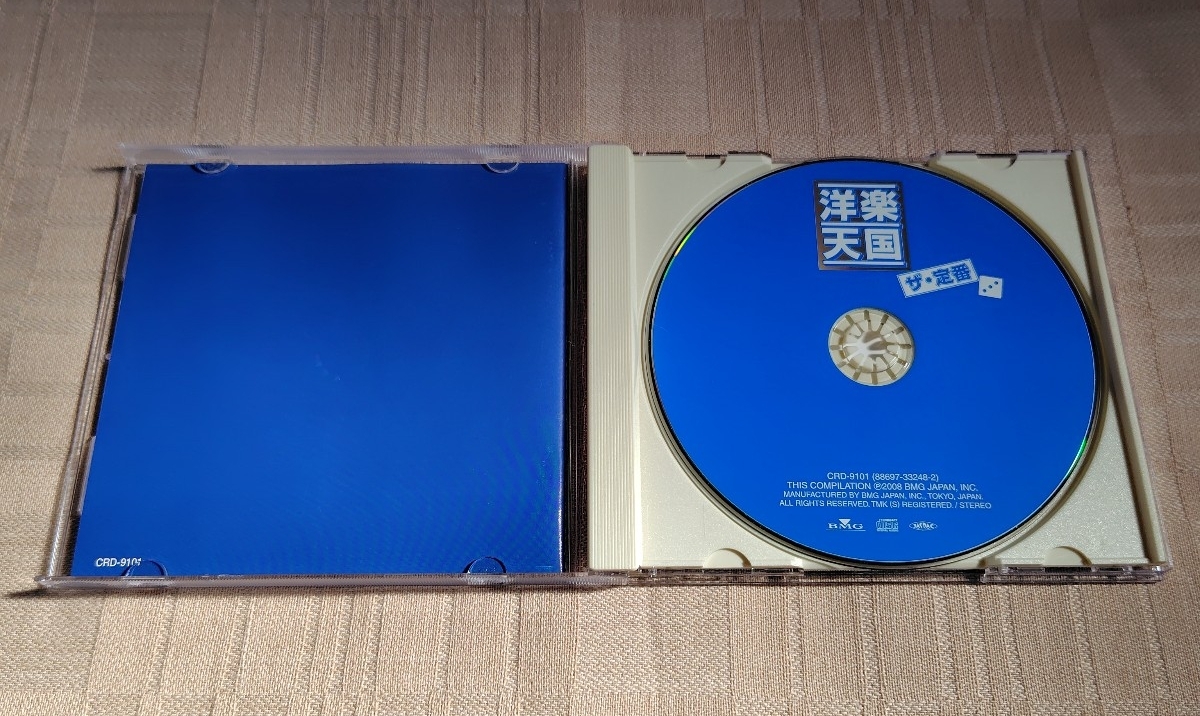 CRD-9101
洋楽
天国
ザ・定番
CRD-9101 (88697-33248-2)
THIS COMPILATION ℗2008 BMG JAPAN, INC.
MANUFACTURED BY BMG JAPAN, INC., TOKYO, JAPAN.
ALL RIGHTS RESERVED. TMK (S) REGISTERED. / STEREO
BMG